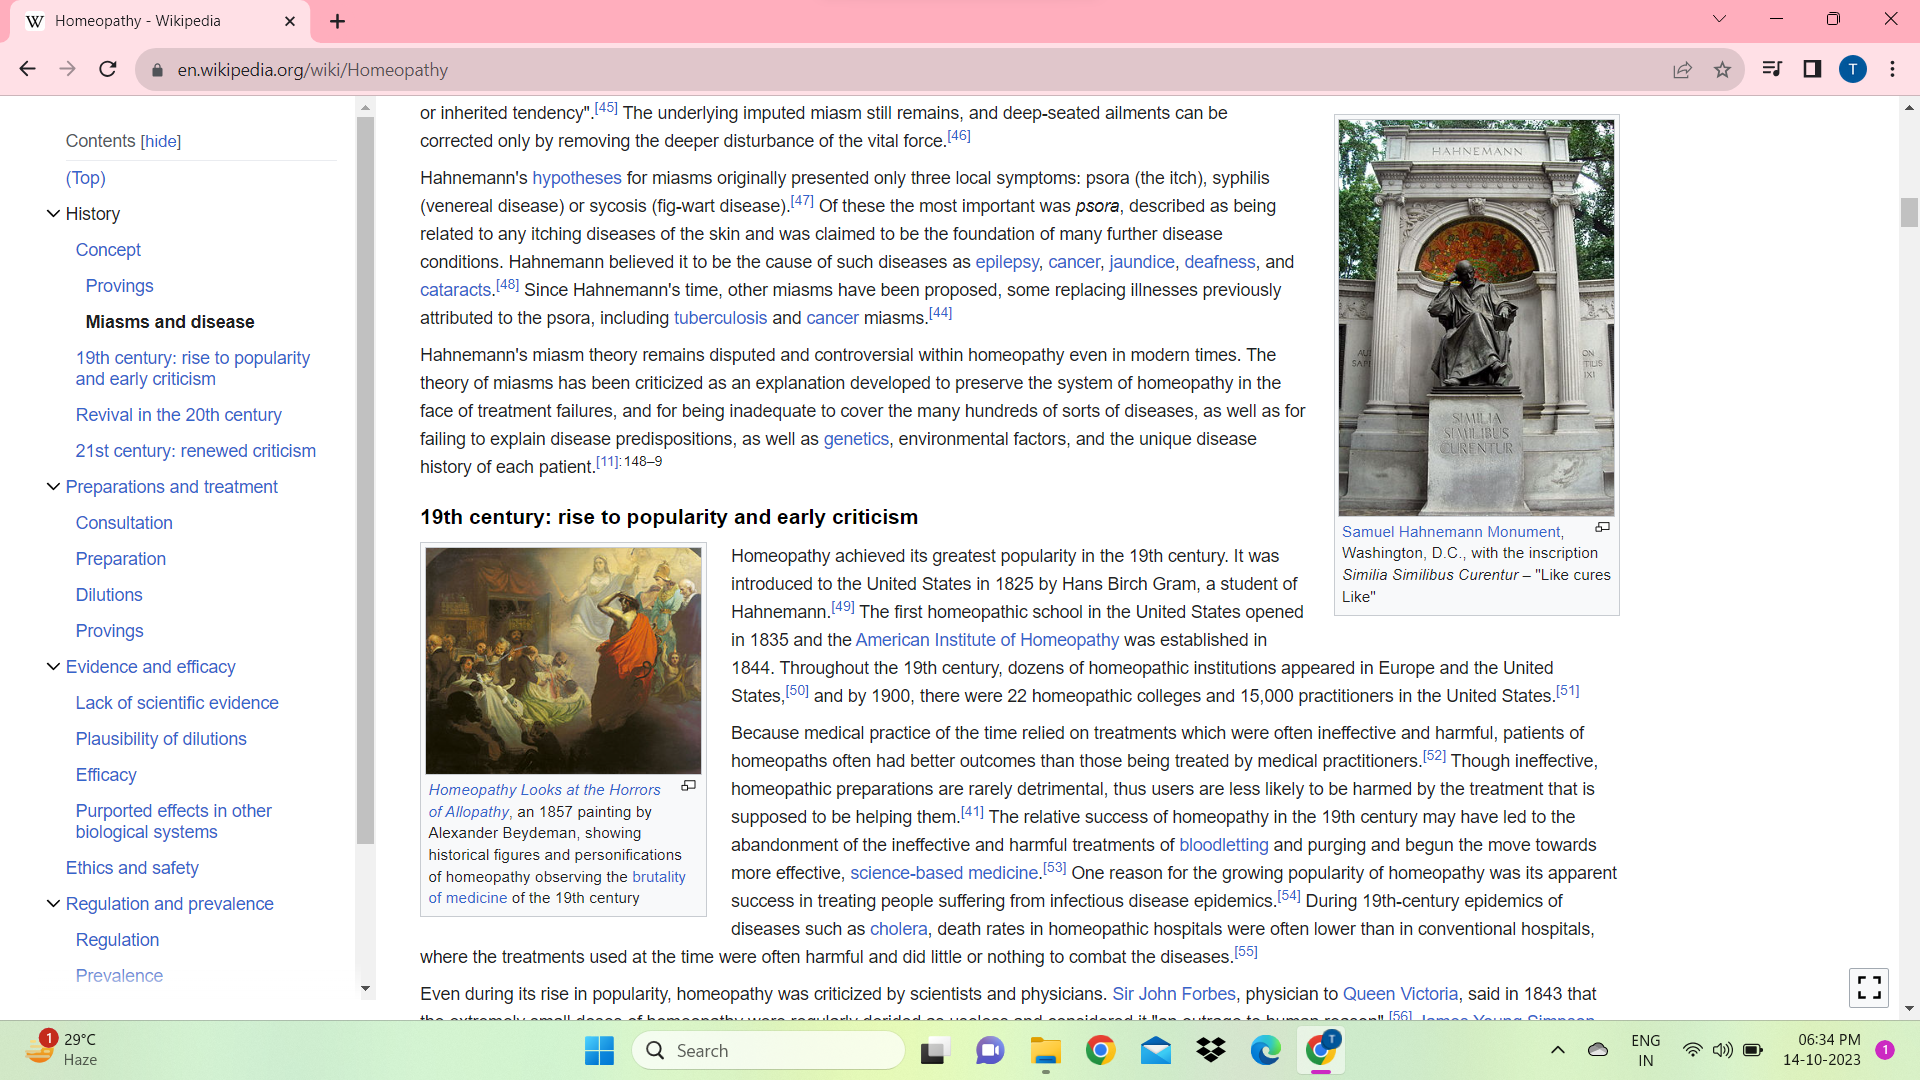 Homeopathy - Wikipedia
en.wikipedia.org/wiki/Homeopathy
T
Contents [hide]
(Top)
History
Concept
Provings
Miasms and disease
19th century: rise to popularity
and early criticism
Revival in the 20th century
21st century: renewed criticism
Preparations and treatment
Consultation
Preparation
Dilutions
Provings
Evidence and efficacy
Lack of scientific evidence
Plausibility of dilutions
Efficacy
Purported effects in other
biological systems
Ethics and safety
Regulation and prevalence
Regulation
Prevalence
or inherited tendency".[45] The underlying imputed miasm still remains, and deep-seated ailments can be
corrected only by removing the deeper disturbance of the vital force.[46]
Hahnemann's hypotheses for miasms originally presented only three local symptoms: psora (the itch), syphilis
(venereal disease) or sycosis (fig-wart disease).[47] Of these the most important was psora, described as being
related to any itching diseases of the skin and was claimed to be the foundation of many further disease
conditions. Hahnemann believed it to be the cause of such diseases as epilepsy, cancer, jaundice, deafness, and
cataracts.[48] Since Hahnemann's time, other miasms have been proposed, some replacing illnesses previously
attributed to the psora, including tuberculosis and cancer miasms.[44]
Hahnemann's miasm theory remains disputed and controversial within homeopathy even in modern times. The
theory of miasms has been criticized as an explanation developed to preserve the system of homeopathy in the
face of treatment failures, and for being inadequate to cover the many hundreds of sorts of diseases, as well as for
failing to explain disease predispositions, as well as genetics, environmental factors, and the unique disease
history of each patient.[11]:148–9
HAHNEMANN
SIMILIA
SIMILIBUS
CURENTUR
Samuel Hahnemann Monument,
Washington, D.C., with the inscription
Similia Similibus Curentur – "Like cures
Like"
19th century: rise to popularity and early criticism
Homeopathy Looks at the Horrors
of Allopathy, an 1857 painting by
Alexander Beydeman, showing
historical figures and personifications
of homeopathy observing the brutality
of medicine of the 19th century
Homeopathy achieved its greatest popularity in the 19th century. It was
introduced to the United States in 1825 by Hans Birch Gram, a student of
Hahnemann.[49] The first homeopathic school in the United States opened
in 1835 and the American Institute of Homeopathy was established in
1844. Throughout the 19th century, dozens of homeopathic institutions appeared in Europe and the United
States,[50] and by 1900, there were 22 homeopathic colleges and 15,000 practitioners in the United States.[51]
Because medical practice of the time relied on treatments which were often ineffective and harmful, patients of
homeopaths often had better outcomes than those being treated by medical practitioners.[52] Though ineffective,
homeopathic preparations are rarely detrimental, thus users are less likely to be harmed by the treatment that is
supposed to be helping them.[41] The relative success of homeopathy in the 19th century may have led to the
abandonment of the ineffective and harmful treatments of bloodletting and purging and begun the move towards
more effective, science-based medicine.[53] One reason for the growing popularity of homeopathy was its apparent
success in treating people suffering from infectious disease epidemics.[54] During 19th-century epidemics of
diseases such as cholera, death rates in homeopathic hospitals were often lower than in conventional hospitals,
where the treatments used at the time were often harmful and did little or nothing to combat the diseases.[55]
Even during its rise in popularity, homeopathy was criticized by scientists and physicians. Sir John Forbes, physician to Queen Victoria, said in 1843 that
the extremely small doses of homeopathy were regularly derided as useless and considered it "an outrage to human reason".[56] James Young Simpson
1
29°C
Haze
Search
T
ENG
IN
06:34 PM
14-10-2023
1